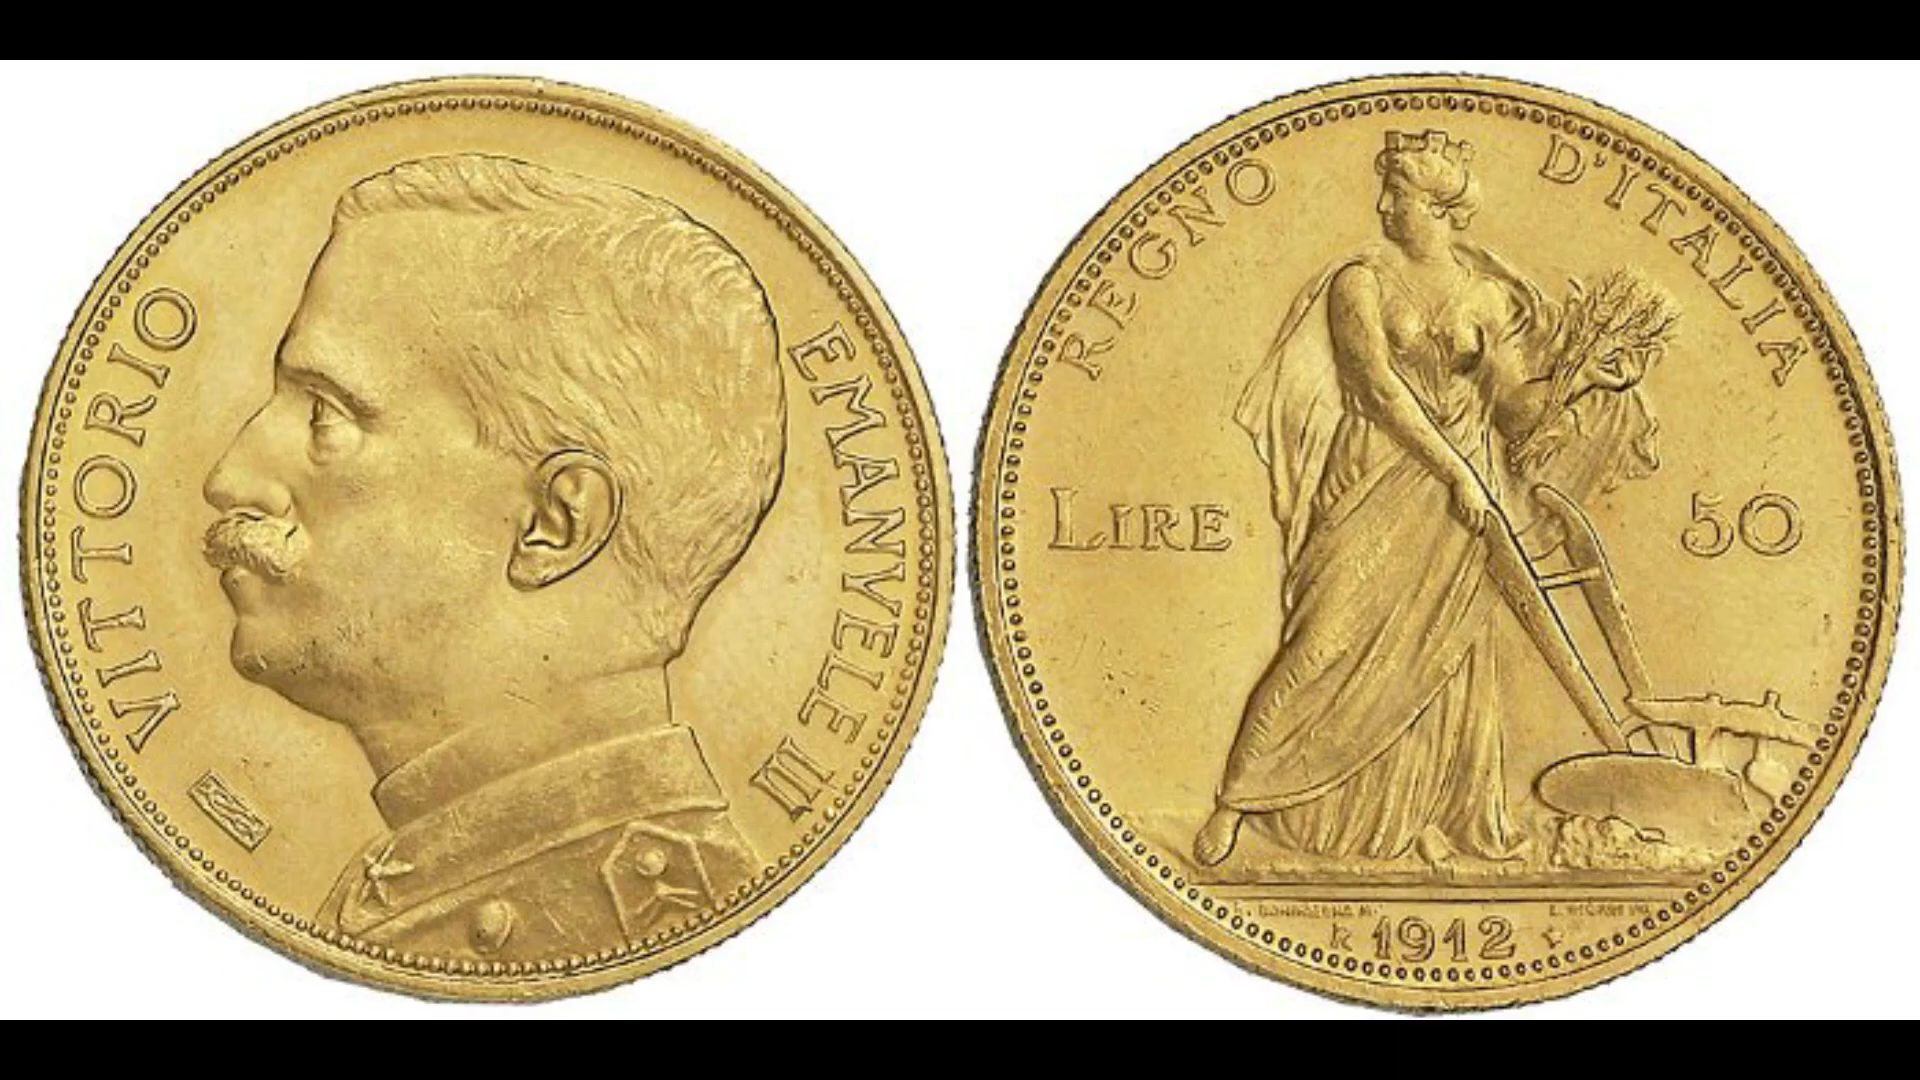 VITTORIO
EMANVELE III
REGNO D'ITALIA
LIRE 50
R 1912